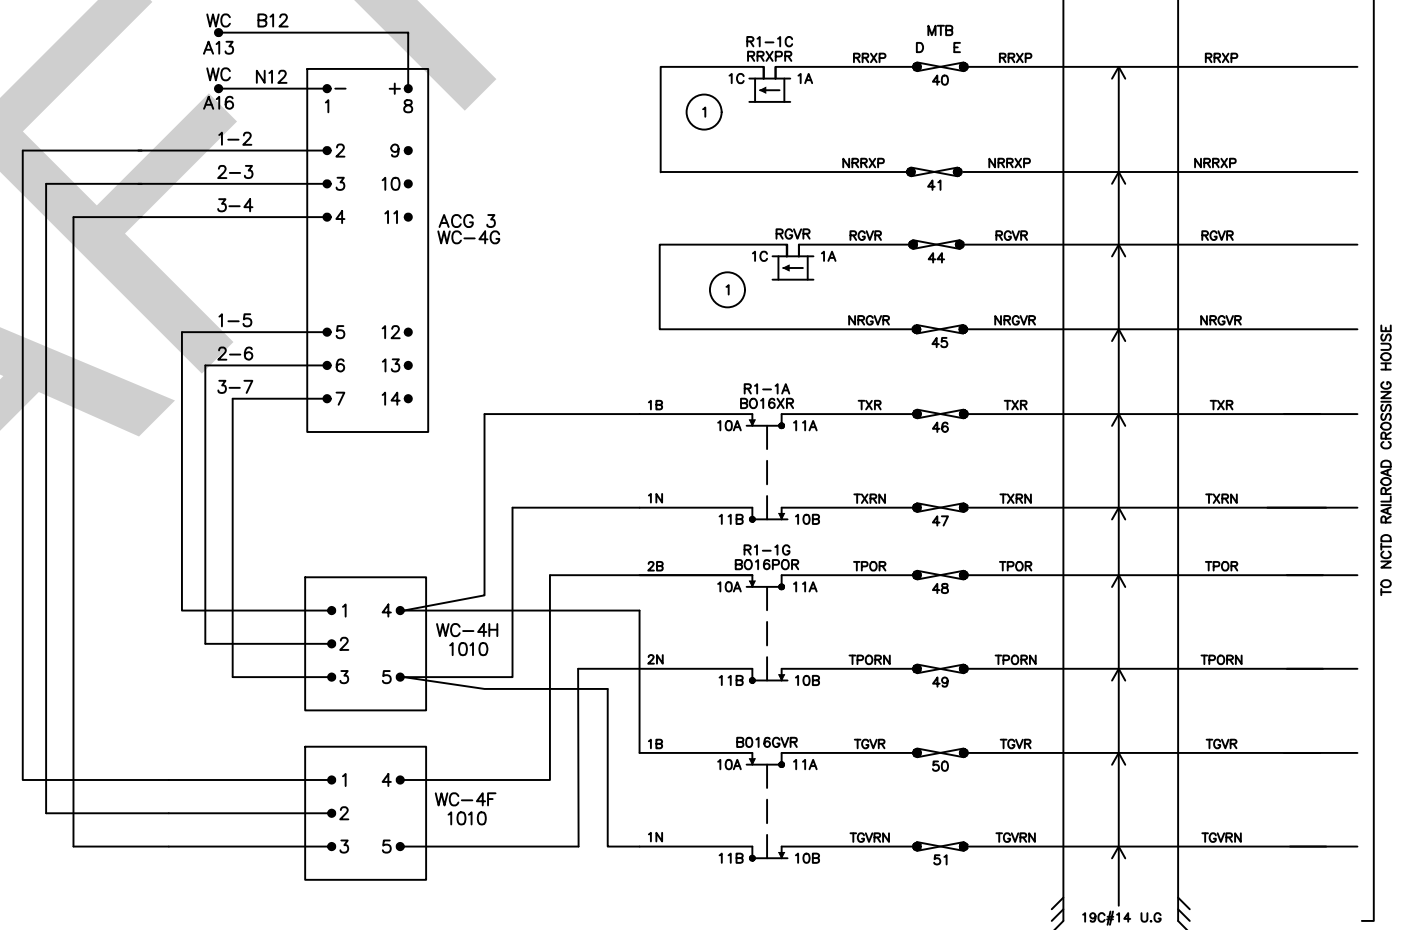 WC B12
A13
WC N12
A16
1 − + 8
1-2
2 9
2-3
3 10
3-4
4 11
ACG 3
WC-4G
1-5
5 12
2-6
6 13
3-7
7 14
1 4
2
3 5
WC-4H
1010
1 4
2
3 5
WC-4F
1010
R1-1C
RRXPR
1C 1A
1
RRXP
MTB
D E
40
RRXP
RRXP
NRRXP
41
NRRXP
NRRXP
RGVR
1C 1A
1
RGVR
44
RGVR
RGVR
NRGVR
45
NRGVR
NRGVR
1B
R1-1A
BO16XR
10A 11A
TXR
46
TXR
TXR
1N
11B 10B
TXRN
47
TXRN
TXRN
2B
R1-1G
BO16POR
10A 11A
TPOR
48
TPOR
TPOR
2N
11B 10B
TPORN
49
TPORN
TPORN
1B
BO16GVR
10A 11A
TGVR
50
TGVR
TGVR
1N
11B 10B
TGVRN
51
TGVRN
TGVRN
19C#14 U.G
TO NCTD RAILROAD CROSSING HOUSE